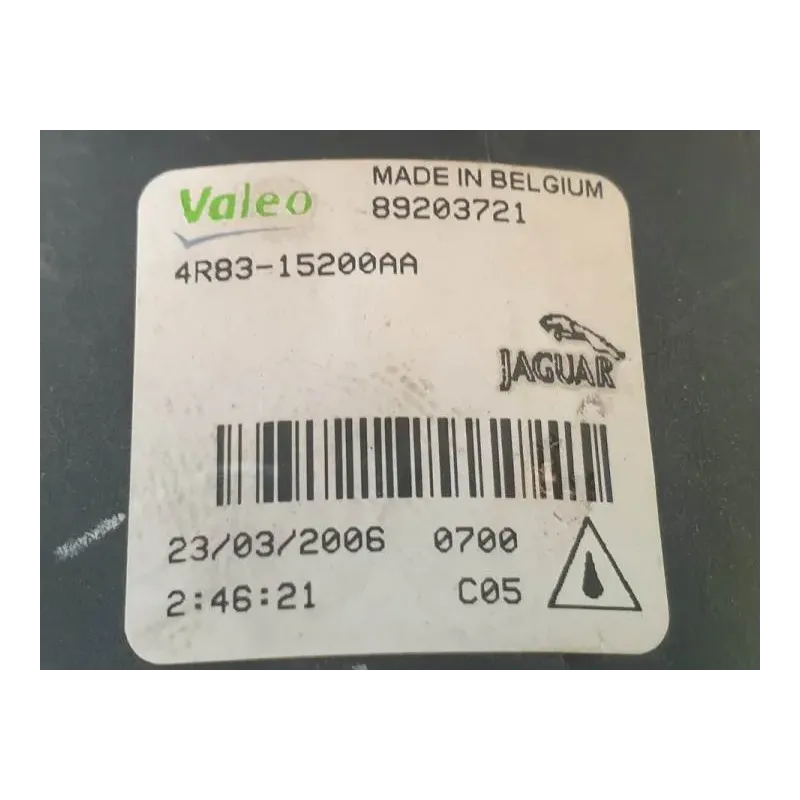 Valeo
MADE IN BELGIUM
89203721
4R83-15200AA
JAGUAR
23/03/2006 0700
2:46:21 C05